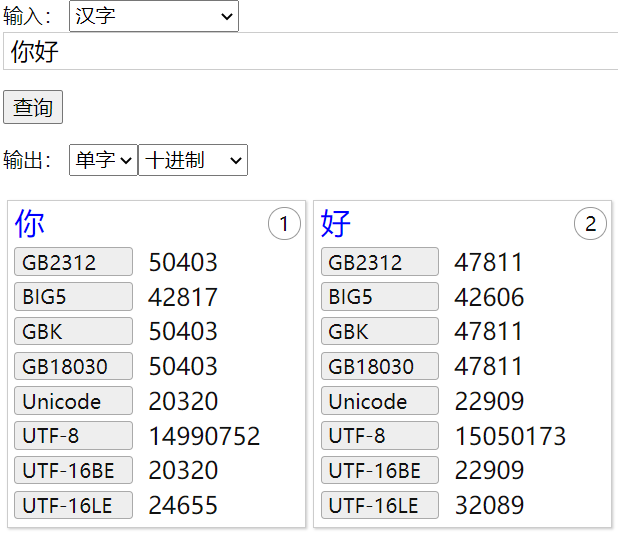 输入： 汉字
你好
查询
输出： 单字 十进制
你 1
GB2312 50403
BIG5 42817
GBK 50403
GB18030 50403
Unicode 20320
UTF-8 14990752
UTF-16BE 20320
UTF-16LE 24655
好 2
GB2312 47811
BIG5 42606
GBK 47811
GB18030 47811
Unicode 22909
UTF-8 15050173
UTF-16BE 22909
UTF-16LE 32089